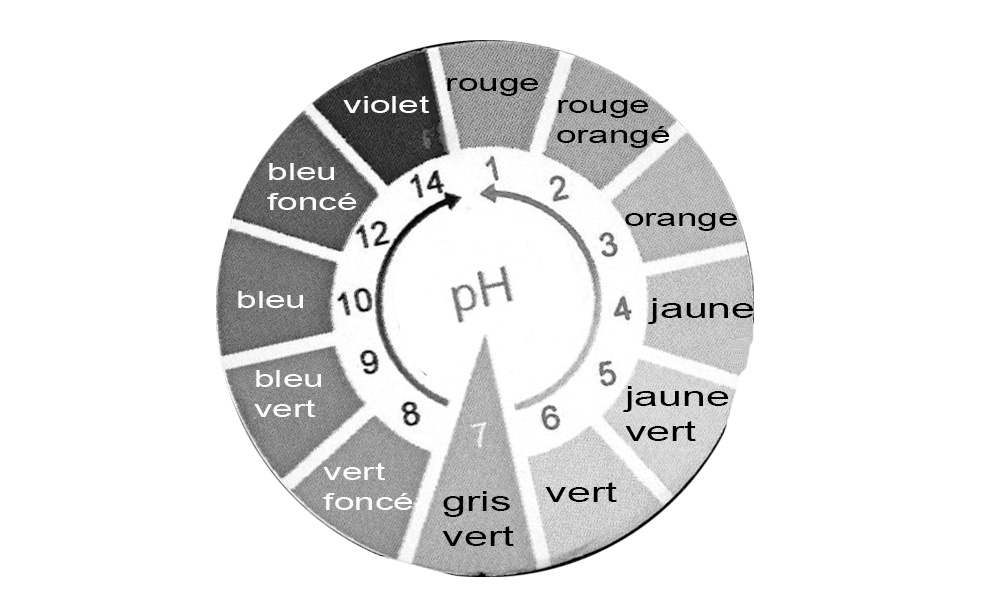 rouge
rouge
orangé
orange
jaune
jaune
vert
vert
gris
vert
vert
foncé
bleu
vert
bleu
bleu
foncé
violet
1
2
3
4
5
6
7
8
9
10
12
14
pH